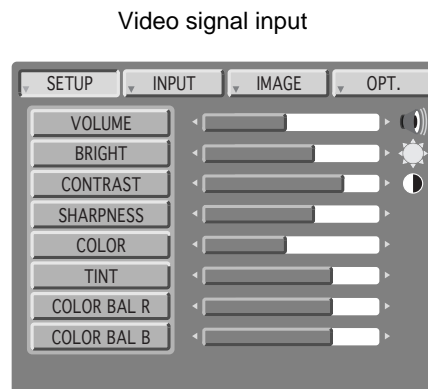 Video signal input
SETUP INPUT IMAGE OPT.
VOLUME
BRIGHT
CONTRAST
SHARPNESS
COLOR
TINT
COLOR BAL R
COLOR BAL B